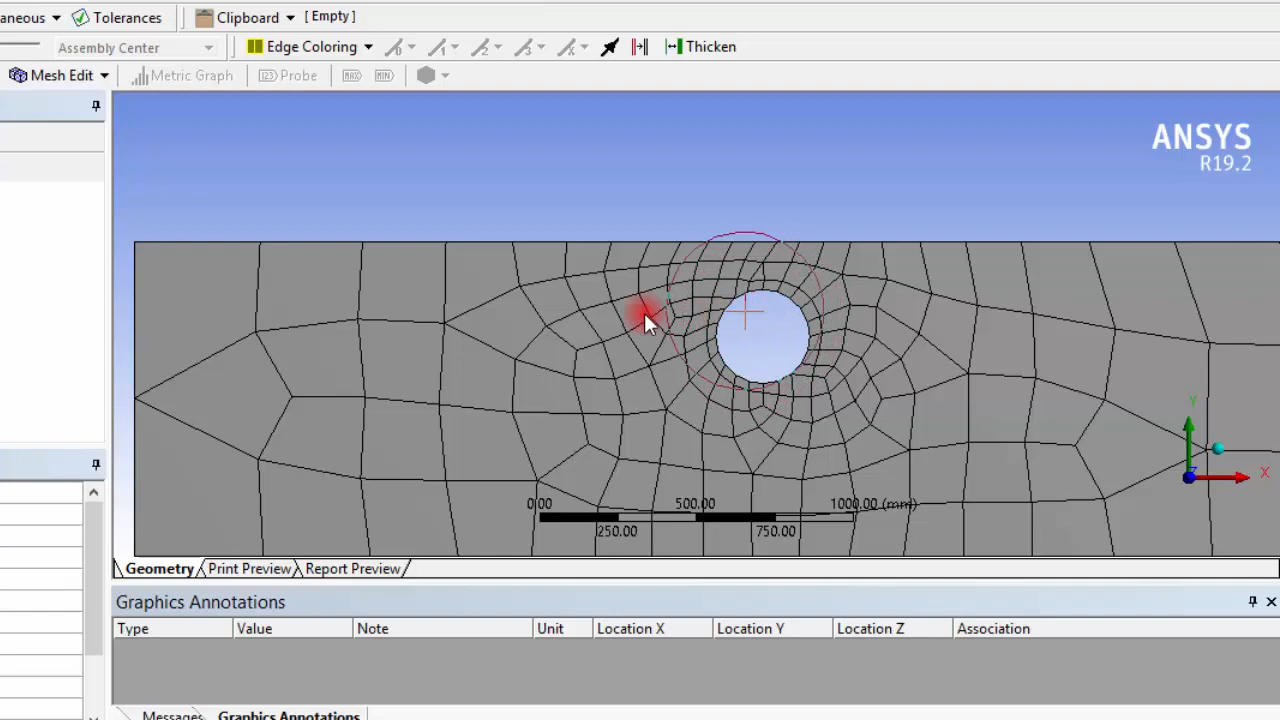 aneous Tolerances Clipboard [Empty]
Assembly Center Edge Coloring Thicken
Mesh Edit Metric Graph Probe MAX MIN
ANSYS
R19.2
Y
X
Z
0.00 500.00 1000.00 (mm)
250.00 750.00
Geometry Print Preview Report Preview
Graphics Annotations
Type Value Note Unit Location X Location Y Location Z Association
Messages Graphics Annotations